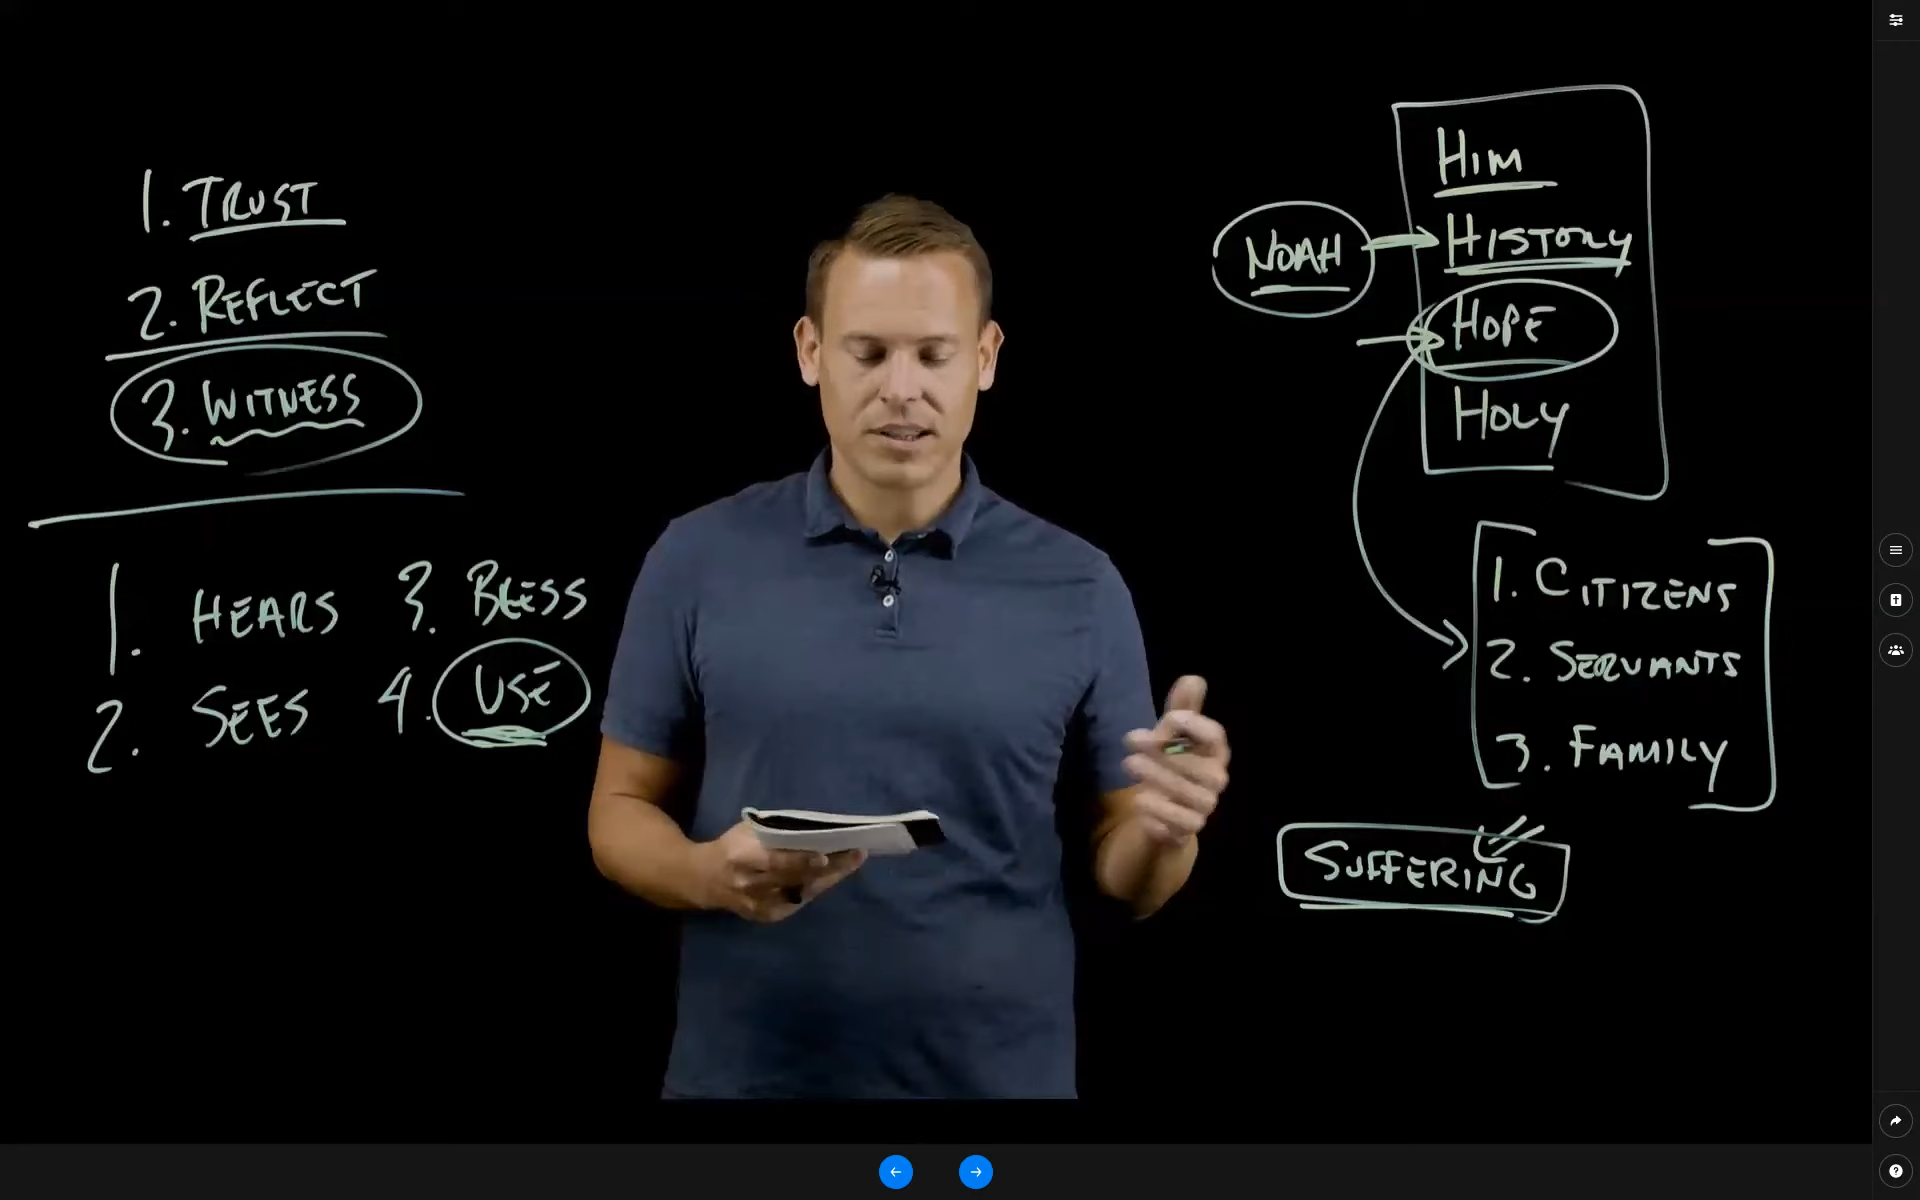 1. TRUST
2. REFLECT
3. WITNESS
1. HEARS
2. SEES
3. BLESS
4. USE
NOAH
HIM
HISTORY
HOPE
HOLY
1. CITIZENS
2. SERVANTS
3. FAMILY
SUFFERING